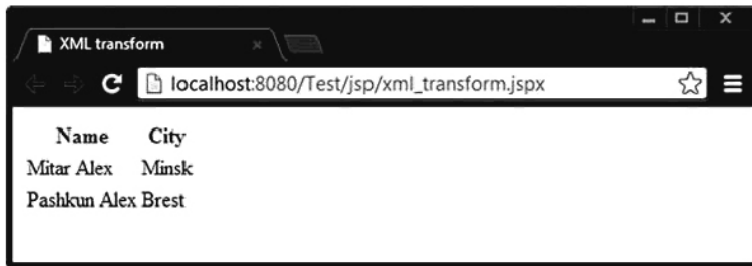 XML transform
localhost:8080/Test/jsp/xml_transform.jspx
Name City
Mitar Alex Minsk
Pashkun Alex Brest